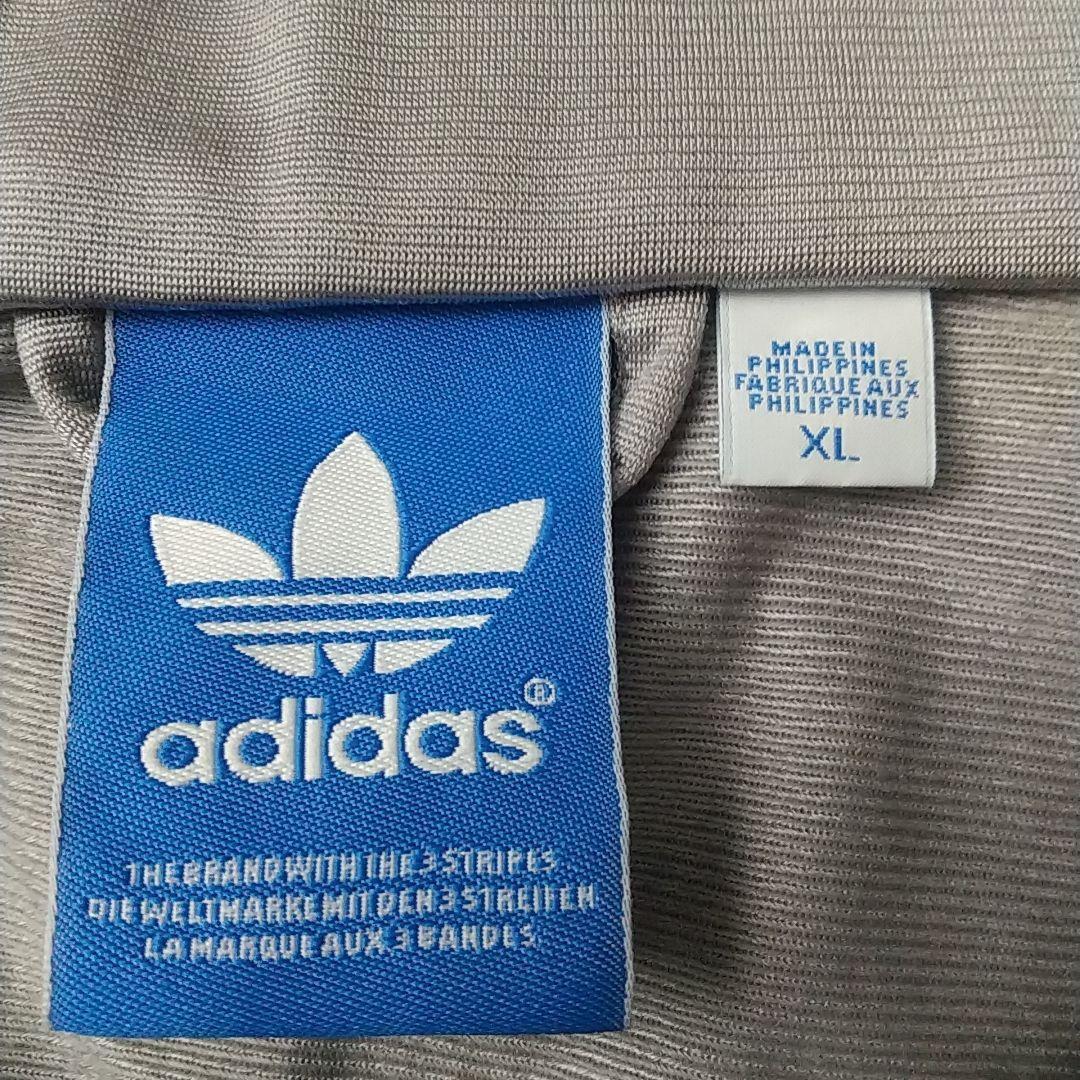 adidas®
THE BRAND WITH THE 3 STRIPES
DIE WELTMARKE MIT DEN 3 STREIFEN
LA MARQUE AUX 3 BANDES
MADE IN
PHILIPPINES
FABRIQUE AUX
PHILIPPINES
XL